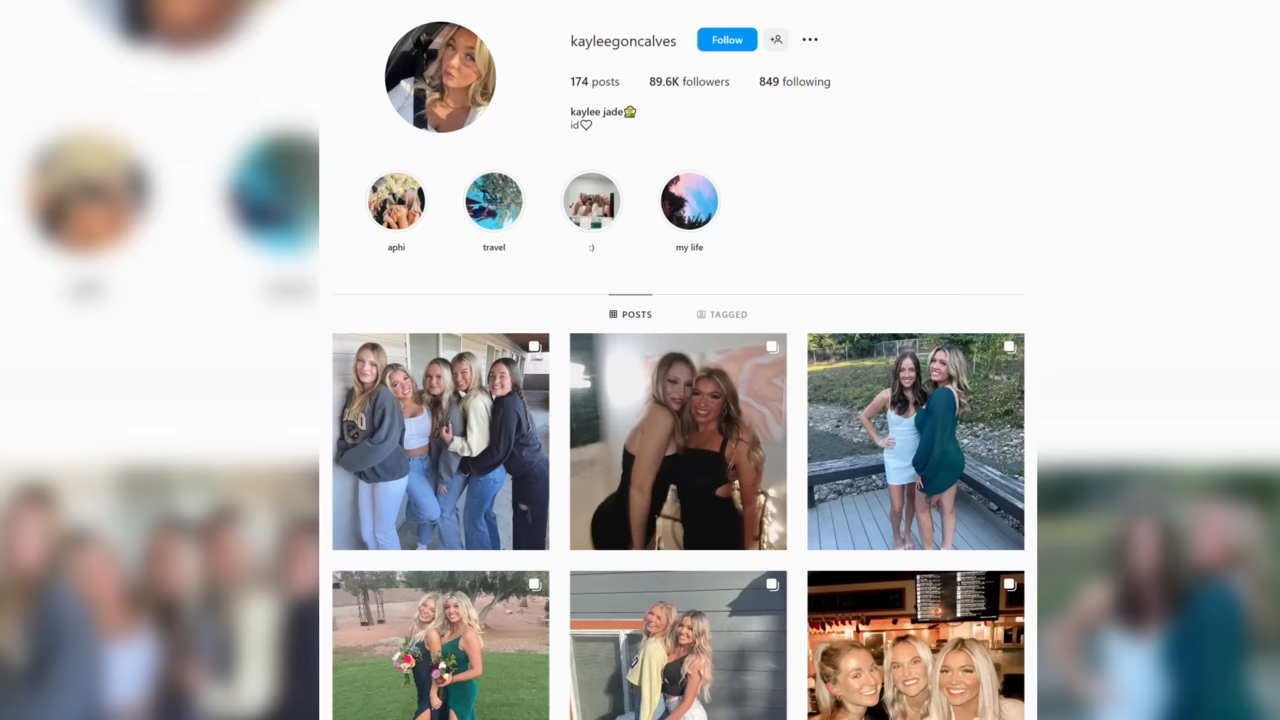 kayleegoncalves Follow
174 posts 89.6K followers 849 following
kaylee jade
id
aphi travel :) my life
POSTS TAGGED